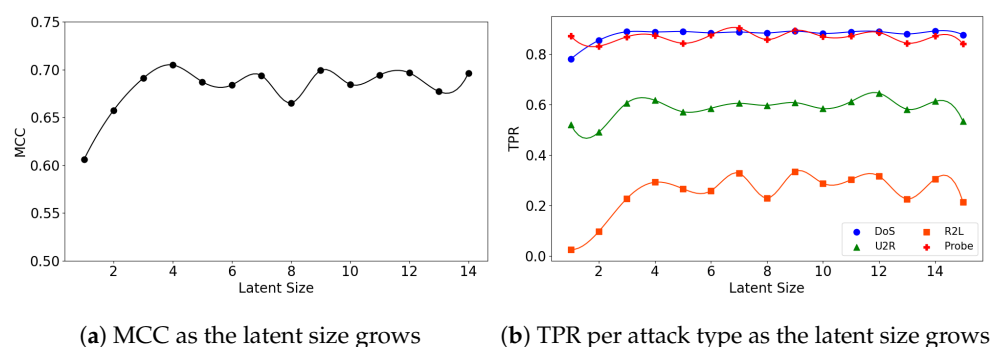 0.75
0.70
0.65
0.60
0.55
0.50
MCC
2 4 6 8 10 12 14
Latent Size
0.8
0.6
0.4
0.2
0.0
TPR
DoS R2L
U2R Probe
2 4 6 8 10 12 14
Latent Size
(a) MCC as the latent size grows
(b) TPR per attack type as the latent size grows